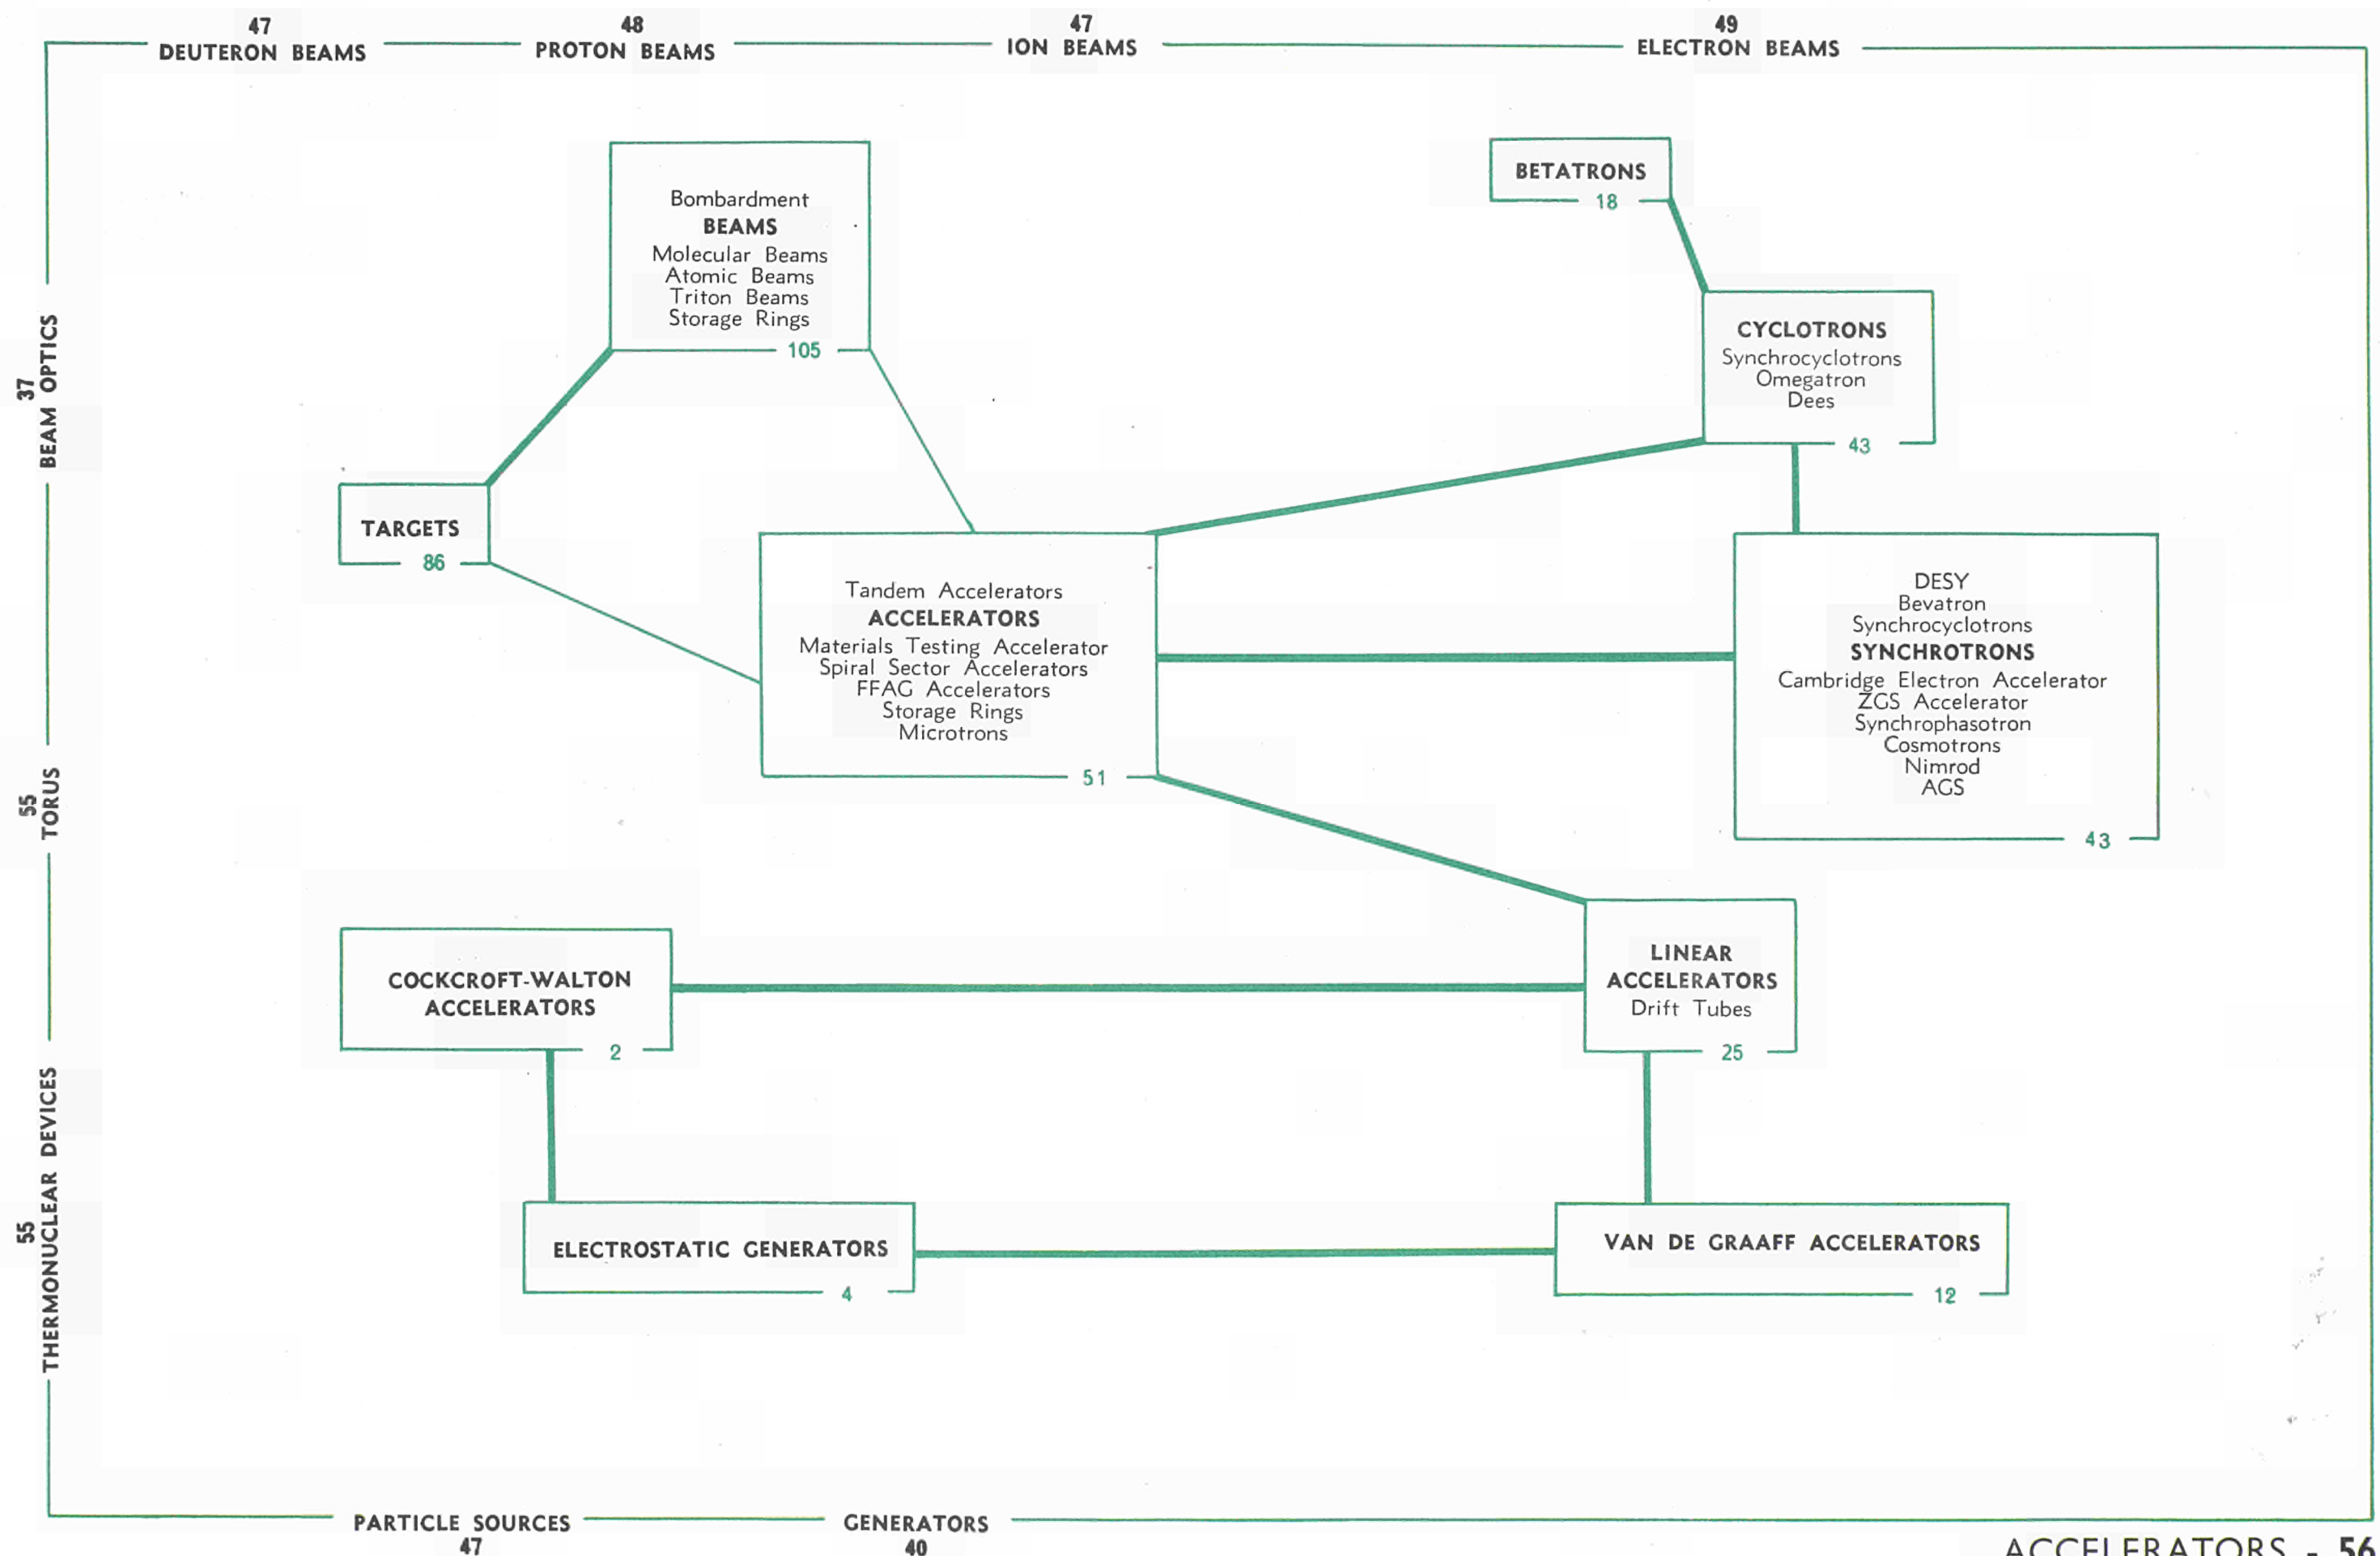 47
DEUTERON BEAMS
48
PROTON BEAMS
47
ION BEAMS
49
ELECTRON BEAMS
37
BEAM OPTICS
55
TORUS
55
THERMONUCLEAR DEVICES
Bombardment
BEAMS
Molecular Beams
Atomic Beams
Triton Beams
Storage Rings
105
BETATRONS
18
CYCLOTRONS
Synchrocyclotrons
Omegatron
Dees
43
TARGETS
86
Tandem Accelerators
ACCELERATORS
Materials Testing Accelerator
Spiral Sector Accelerators
FFAG Accelerators
Storage Rings
Microtrons
51
DESY
Bevatron
Synchrocyclotrons
SYNCHROTRONS
Cambridge Electron Accelerator
ZGS Accelerator
Synchrophasotron
Cosmotrons
Nimrod
AGS
43
COCKCROFT-WALTON
ACCELERATORS
2
LINEAR
ACCELERATORS
Drift Tubes
25
ELECTROSTATIC GENERATORS
4
VAN DE GRAAFF ACCELERATORS
12
PARTICLE SOURCES
47
GENERATORS
40
ACCELERATORS - 56